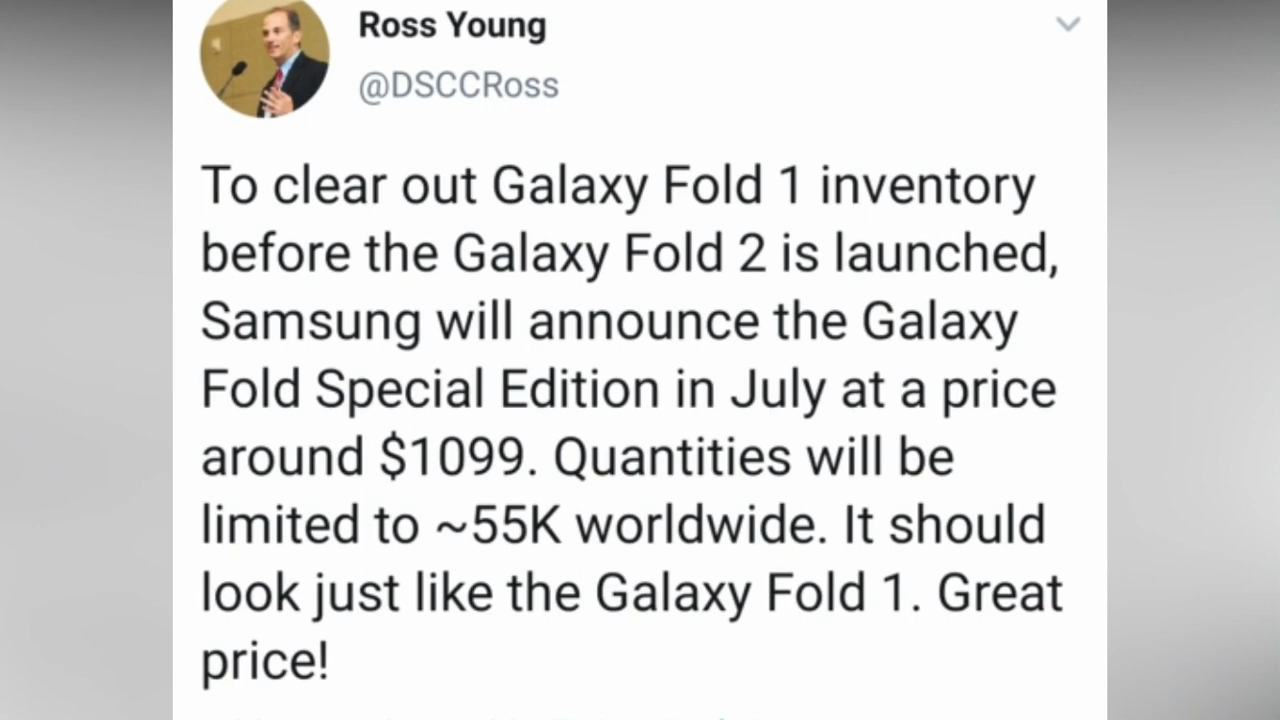 Ross Young
@DSCCRoss
To clear out Galaxy Fold 1 inventory
before the Galaxy Fold 2 is launched,
Samsung will announce the Galaxy
Fold Special Edition in July at a price
around $1099. Quantities will be
limited to ~55K worldwide. It should
look just like the Galaxy Fold 1. Great
price!